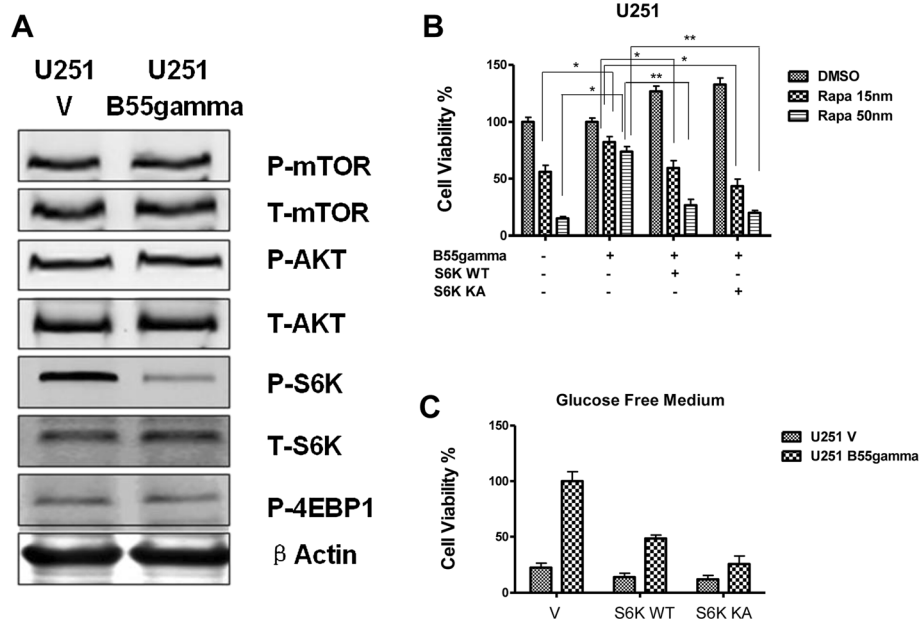 A
U251 U251
V B55gamma
P-mTOR
T-mTOR
P-AKT
T-AKT
P-S6K
T-S6K
P-4EBP1
β Actin
B
U251
Cell Viability %
150
100
50
0
* * * * ** **
DMSO
Rapa 15nm
Rapa 50nm
B55gamma - + + +
S6K WT - - + -
S6K KA - - - +
C
Glucose Free Medium
Cell Viability %
150
100
50
0
U251 V
U251 B55gamma
V S6K WT S6K KA